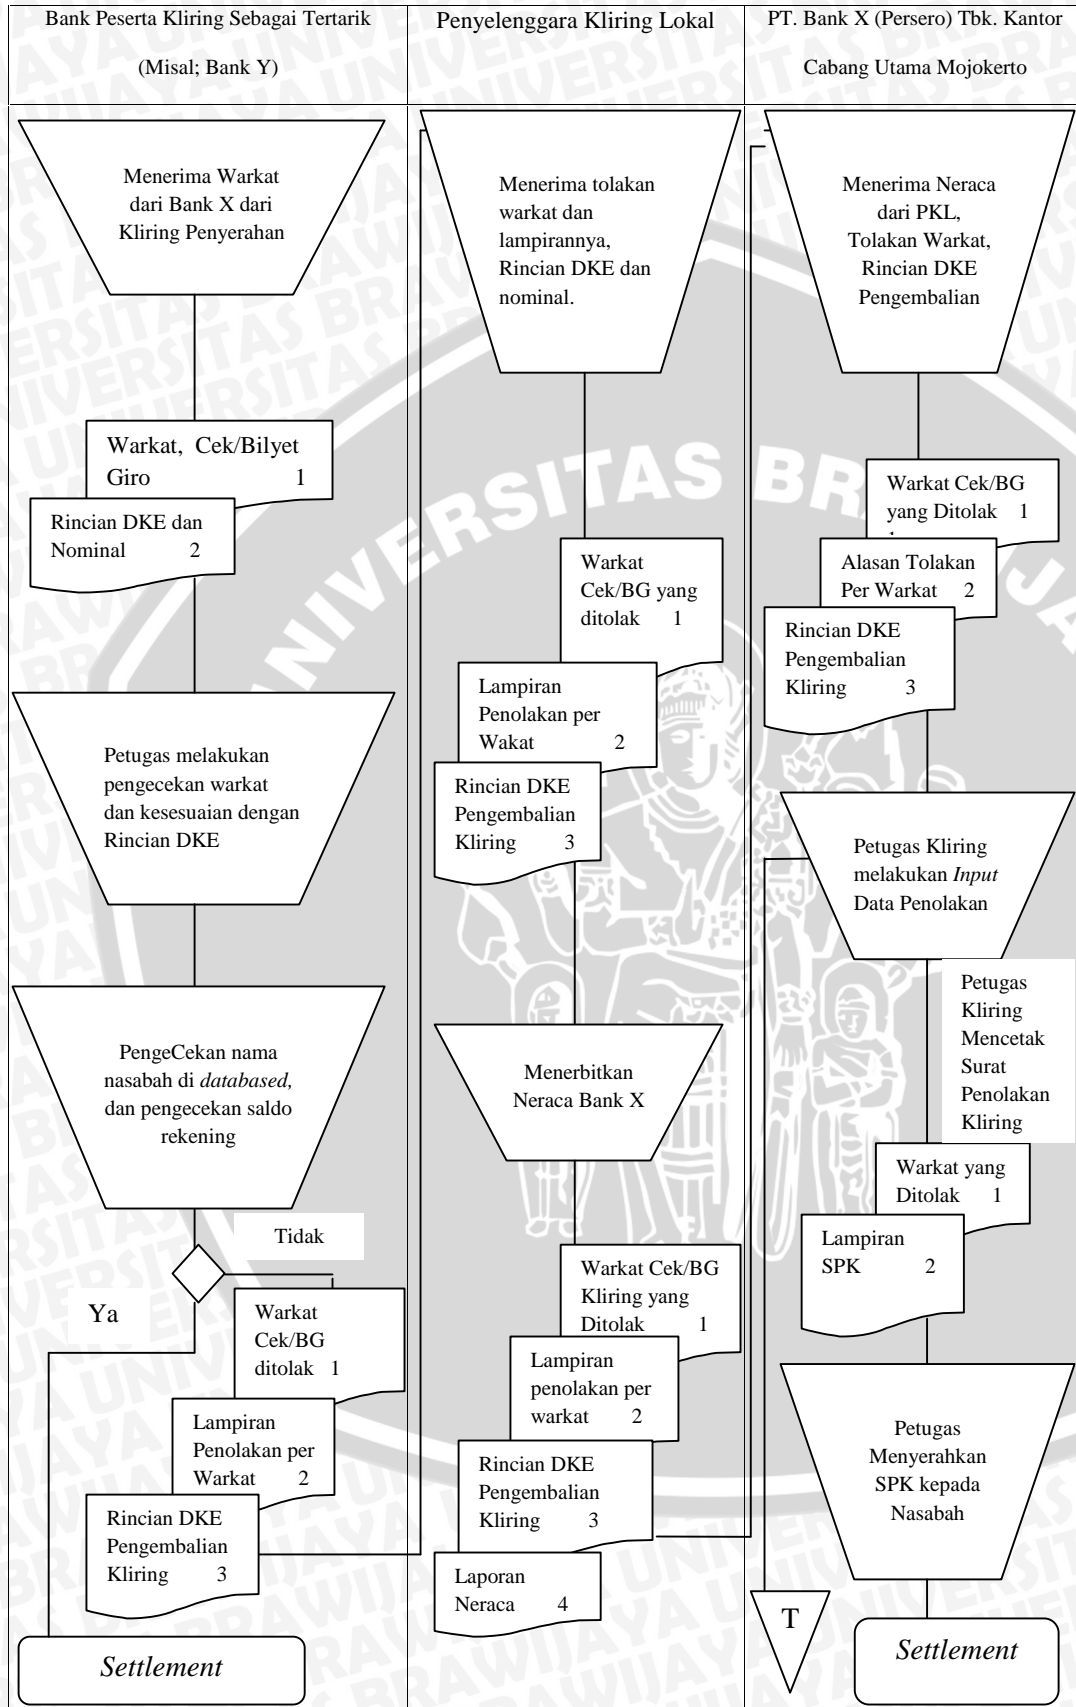 Bank Peserta Kliring Sebagai Tertarik
(Misal; Bank Y)
Penyelenggara Kliring Lokal
PT. Bank X (Persero) Tbk. Kantor
Cabang Utama Mojokerto
Menerima Warkat
dari Bank X dari
Kliring Penyerahan
Warkat, Cek/Bilyet
Giro 1
Rincian DKE dan
Nominal 2
Petugas melakukan
pengecekan warkat
dan kesesuaian dengan
Rincian DKE
PengeCekan nama
nasabah di databased,
dan pengecekan saldo
rekening
Tidak
Ya
Warkat
Cek/BG
ditolak 1
Lampiran
Penolakan per
Warkat 2
Rincian DKE
Pengembalian
Kliring 3
Settlement
Menerima tolakan
warkat dan
lampirannya,
Rincian DKE dan
nominal.
Warkat
Cek/BG yang
ditolak 1
Lampiran
Penolakan per
Wakat 2
Rincian DKE
Pengembalian
Kliring 3
Menerbitkan
Neraca Bank X
Warkat Cek/BG
Kliring yang
Ditolak 1
Lampiran
penolakan per
warkat 2
Rincian DKE
Pengembalian
Kliring 3
Laporan
Neraca 4
Menerima Neraca
dari PKL,
Tolakan Warkat,
Rincian DKE
Pengembalian
Warkat Cek/BG
yang Ditolak 1
Alasan Tolakan
Per Warkat 2
Rincian DKE
Pengembalian
Kliring 3
Petugas Kliring
melakukan Input
Data Penolakan
Petugas
Kliring
Mencetak
Surat
Penolakan
Kliring
Warkat yang
Ditolak 1
Lampiran
SPK 2
Petugas
Menyerahkan
SPK kepada
Nasabah
T
Settlement
UNIVERSITAS BRAWIJAYA